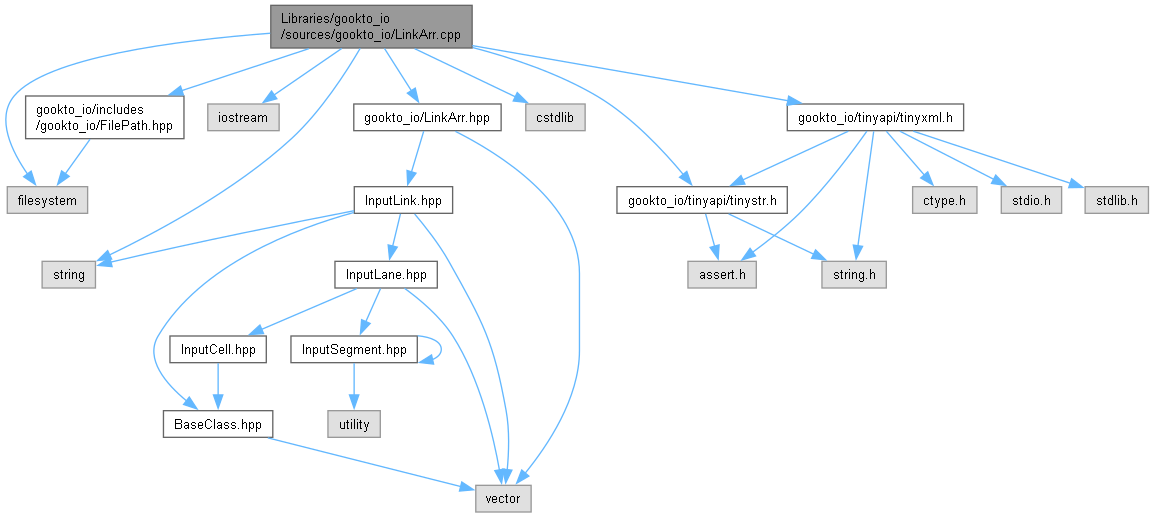 Libraries/gookto_io
/sources/gookto_io/LinkArr.cpp
gookto_io/includes
/gookto_io/FilePath.hpp
iostream
gookto_io/LinkArr.hpp
cstdlib
gookto_io/tinyapi/tinyxml.h
filesystem
InputLink.hpp
gookto_io/tinyapi/tinystr.h
ctype.h
stdio.h
stdlib.h
string
InputLane.hpp
assert.h
string.h
InputCell.hpp
InputSegment.hpp
BaseClass.hpp
utility
vector